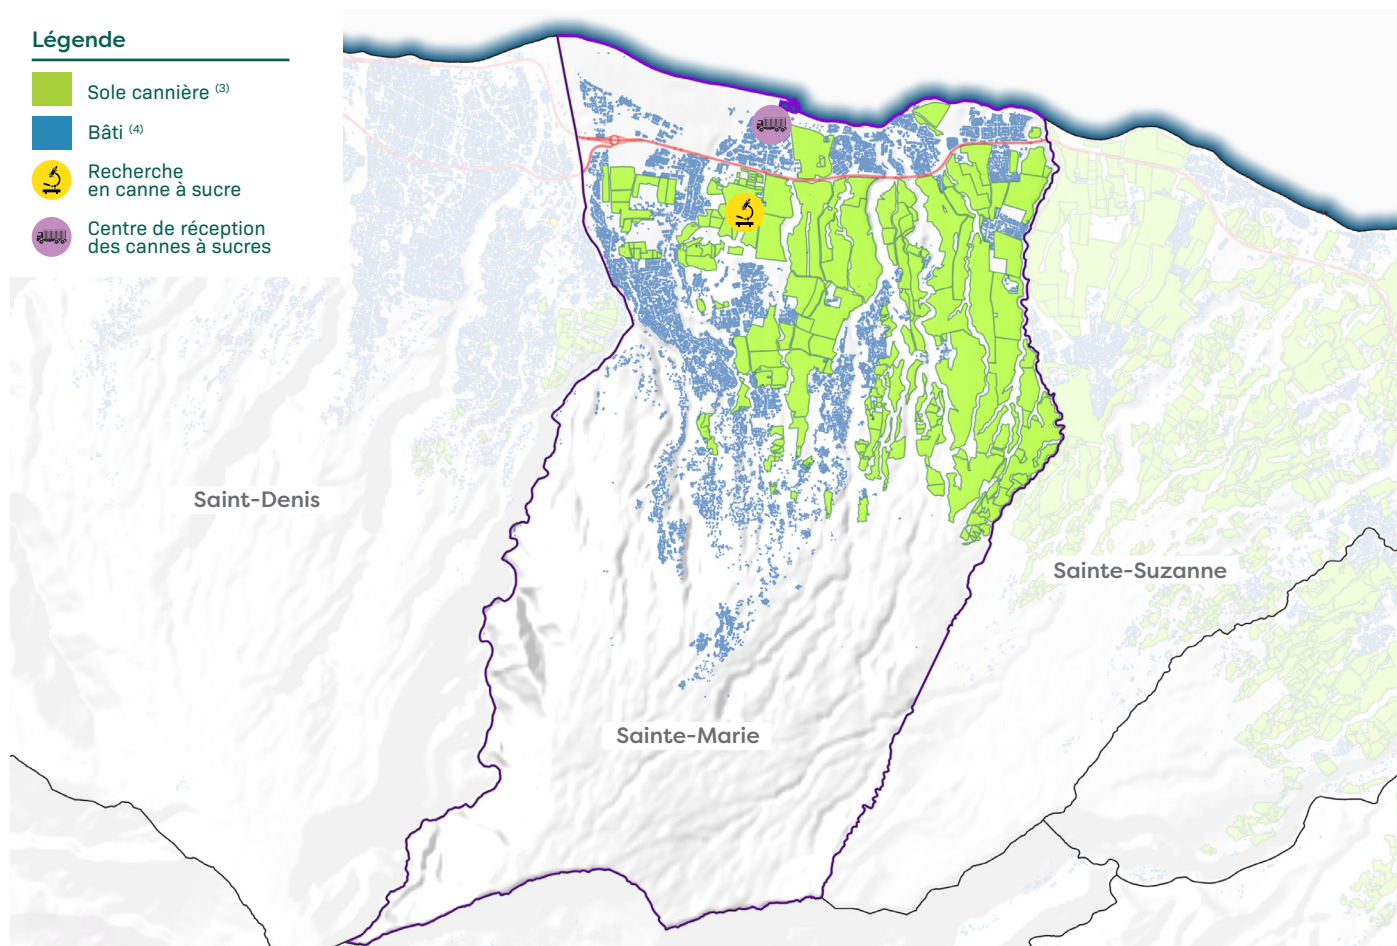 Légende
Sole cannière (3)
Bâti (4)
Recherche
en canne à sucre
Centre de réception
des cannes à sucres
Saint-Denis
Sainte-Suzanne
Sainte-Marie